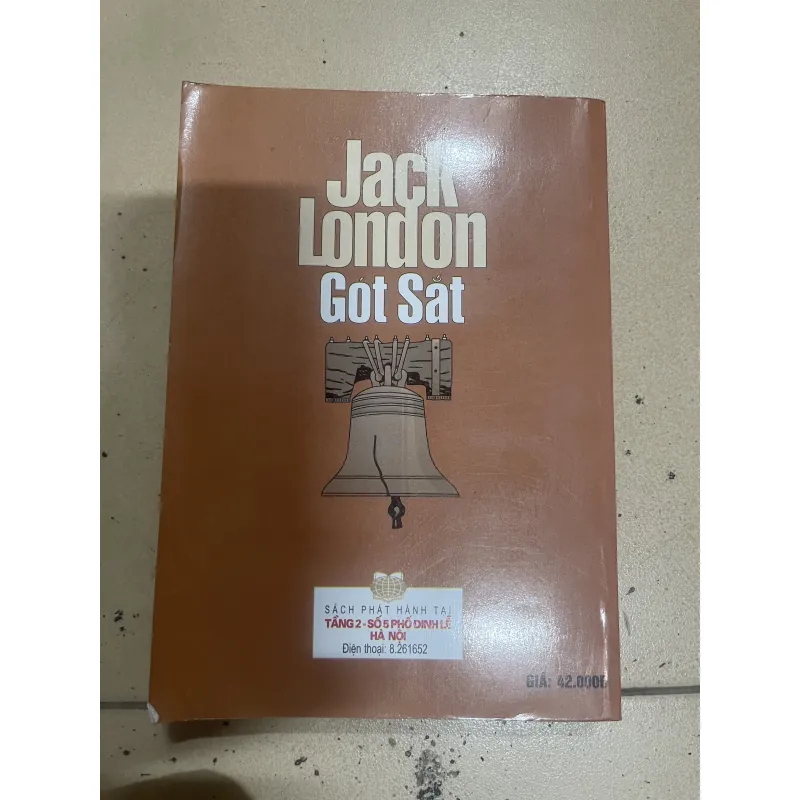 Jack
London
Gót Sắt
SÁCH PHÁT HÀNH TẠI
TẦNG 2 - SỐ 5 PHỐ ĐINH LỄ
HÀ NỘI
Điện thoại: 8.261652
GIÁ: 42.000Đ